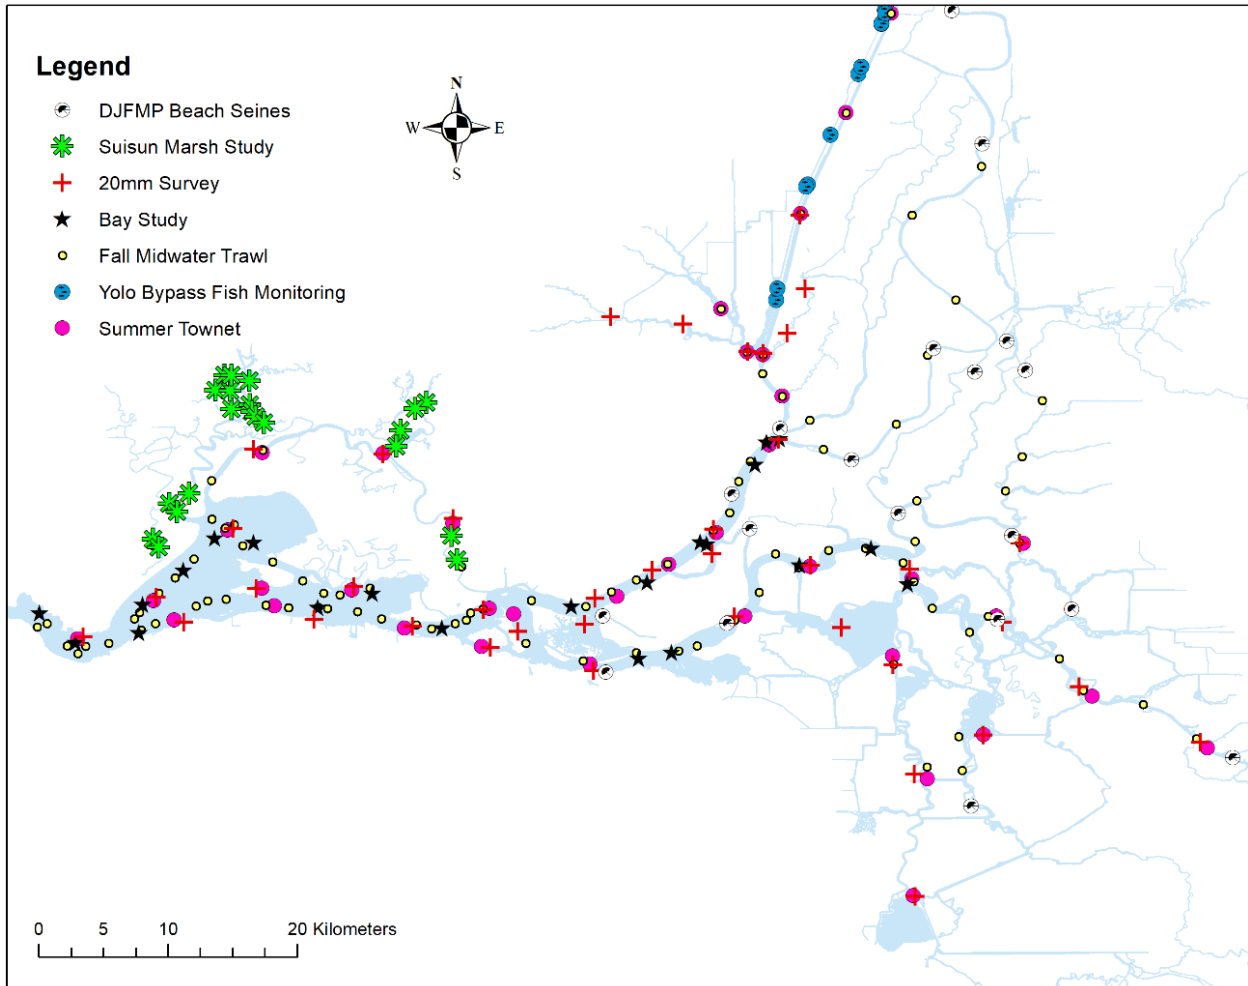 Legend
DJFMP Beach Seines
Suisun Marsh Study
20mm Survey
Bay Study
Fall Midwater Trawl
Yolo Bypass Fish Monitoring
Summer Townet
N
W E
S
0 5 10 20 Kilometers